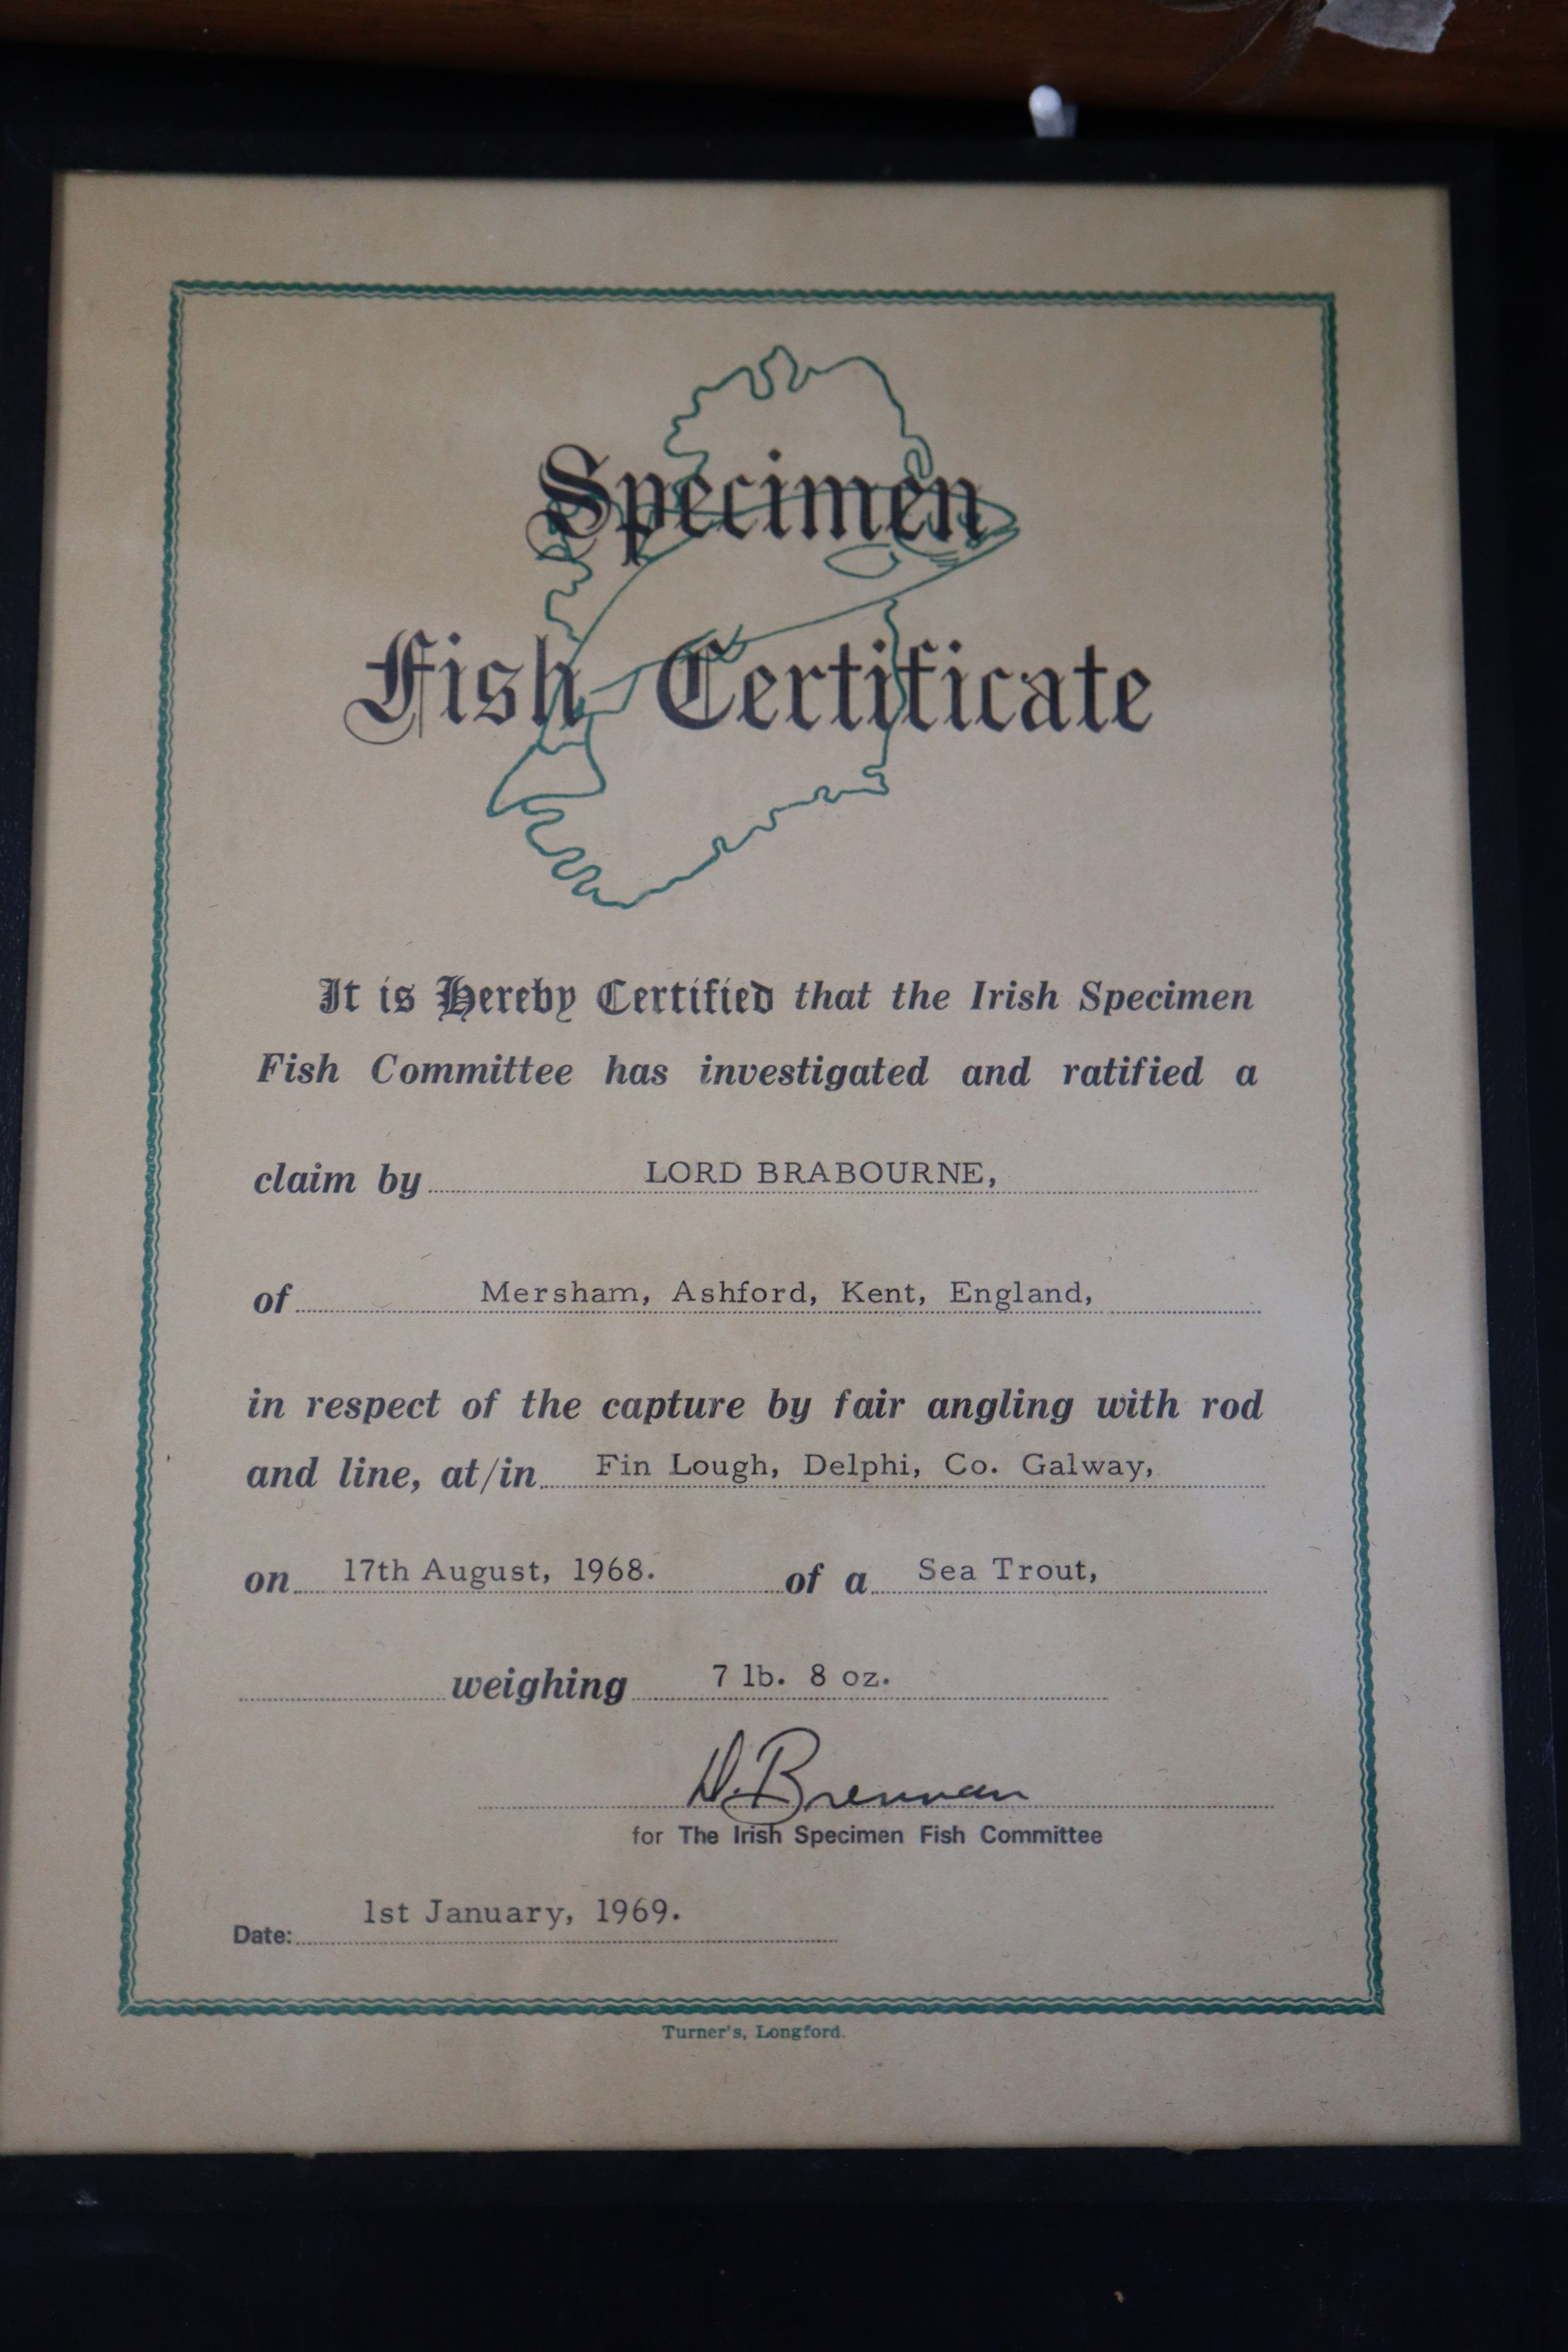 Specimen
Fish Certificate
It is Hereby Certified that the Irish Specimen
Fish Committee has investigated and ratified a
claim by LORD BRABOURNE,
of Mersham, Ashford, Kent, England,
in respect of the capture by fair angling with rod
and line, at/in Fin Lough, Delphi, Co. Galway,
on 17th August, 1968. of a Sea Trout,
weighing 7 lb. 8 oz.
D. Brennan
for The Irish Specimen Fish Committee
1st January, 1969.
Date:
Turner's, Longford.